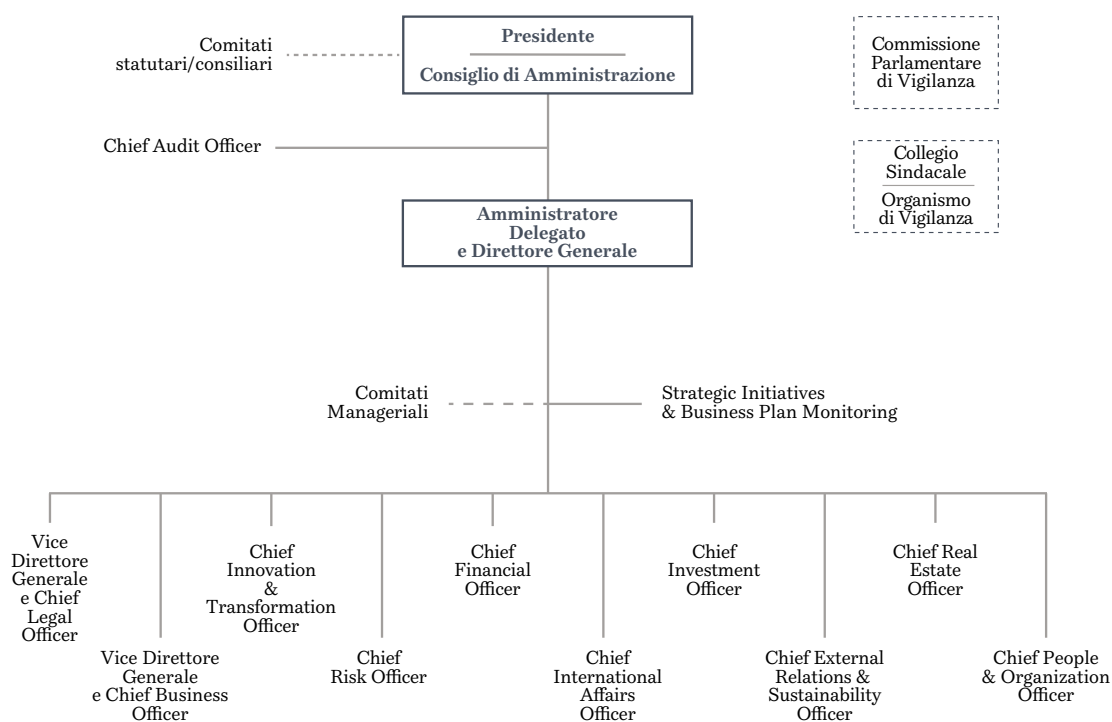 Comitati
statutari/consiliari
Presidente
Consiglio di Amministrazione
Commissione
Parlamentare
di Vigilanza
Chief Audit Officer
Collegio
Sindacale
Organismo
di Vigilanza
Amministratore
Delegato
e Direttore Generale
Comitati
Manageriali
Strategic Initiatives
& Business Plan Monitoring
Vice
Direttore
Generale
e Chief
Legal
Officer
Vice Direttore
Generale
e Chief Business
Officer
Chief
Innovation
&
Transformation
Officer
Chief
Risk Officer
Chief
Financial
Officer
Chief
International
Affairs
Officer
Chief
Investment
Officer
Chief External
Relations &
Sustainability
Officer
Chief Real
Estate
Officer
Chief People
& Organization
Officer